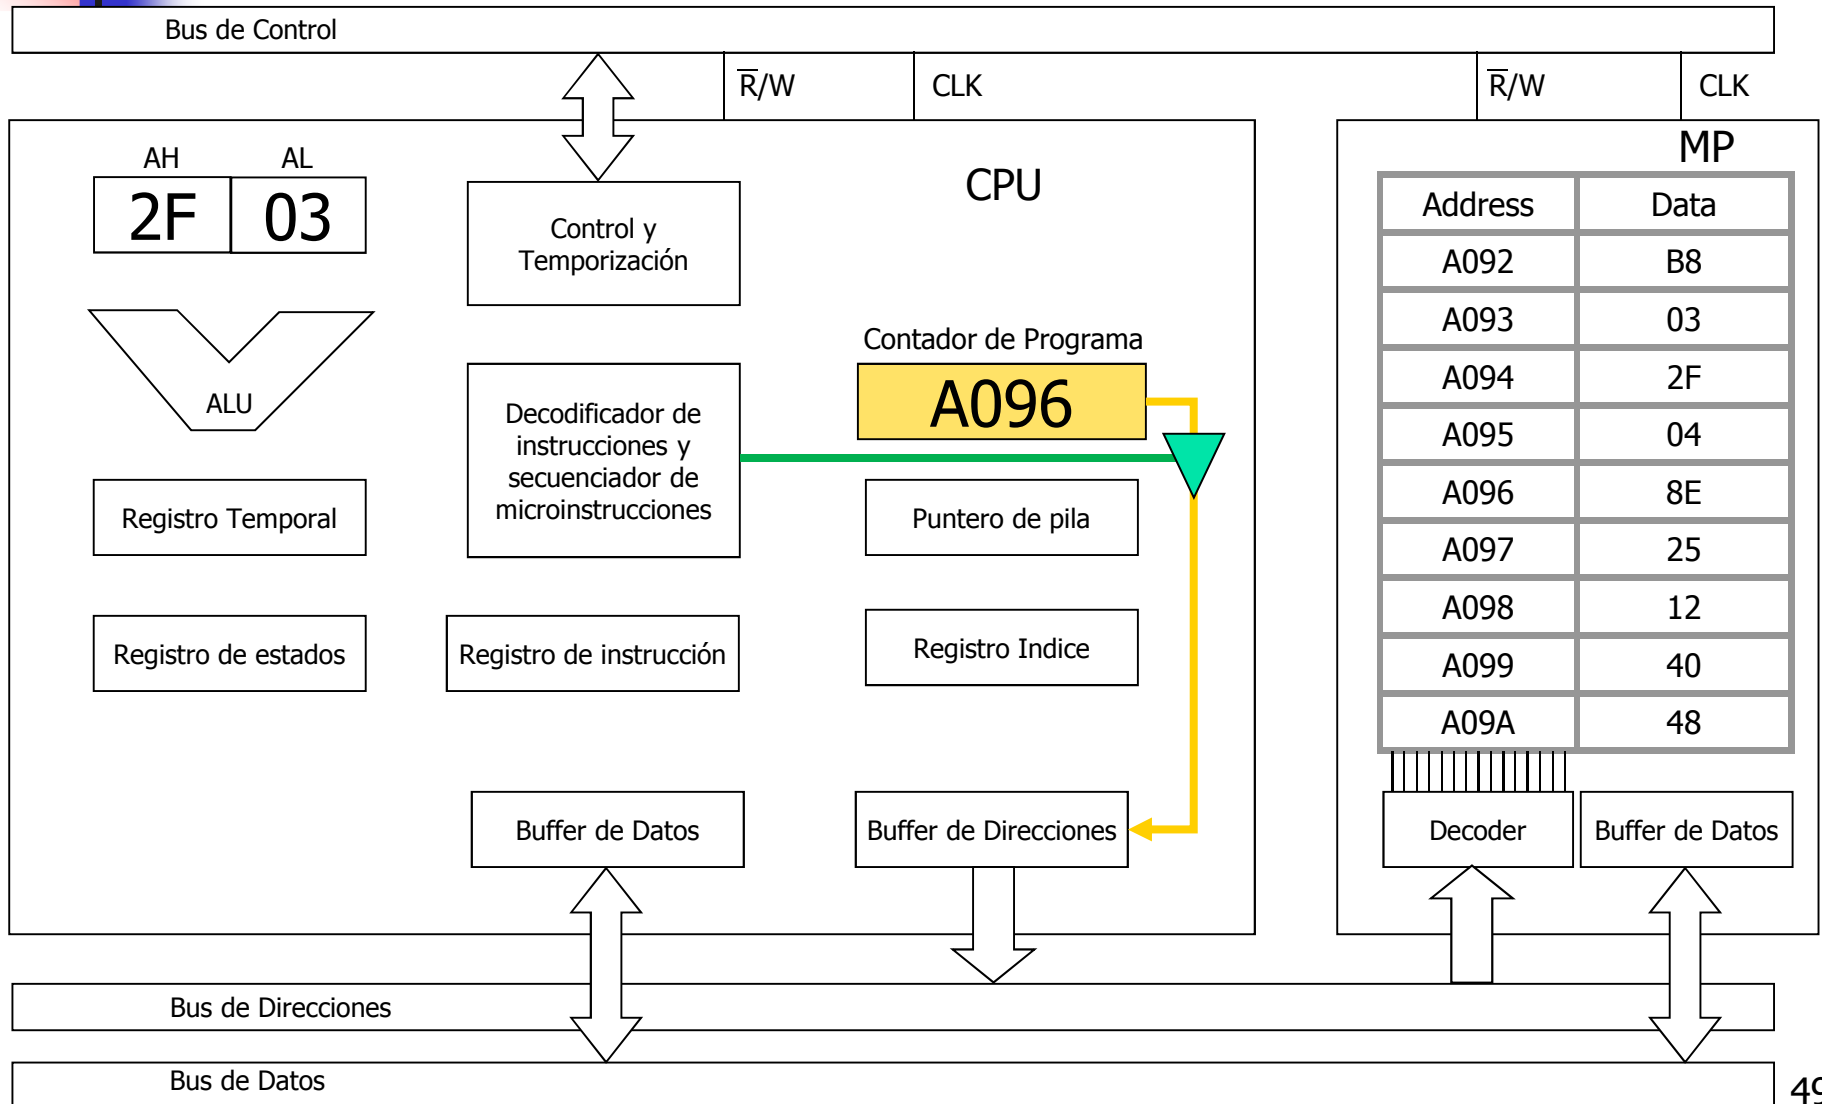 Bus de Control
R/W
CLK
R/W
CLK
AH
AL
2F
03
Control y
Temporización
CPU
MP
Address Data
A092 B8
A093 03
A094 2F
A095 04
A096 8E
A097 25
A098 12
A099 40
A09A 48
ALU
Decodificador de
instrucciones y
secuenciador de
microinstrucciones
Contador de Programa
A096
Registro Temporal
Puntero de pila
Registro de estados
Registro de instrucción
Registro Indice
Buffer de Datos
Buffer de Direcciones
Decoder
Buffer de Datos
Bus de Direcciones
Bus de Datos
49